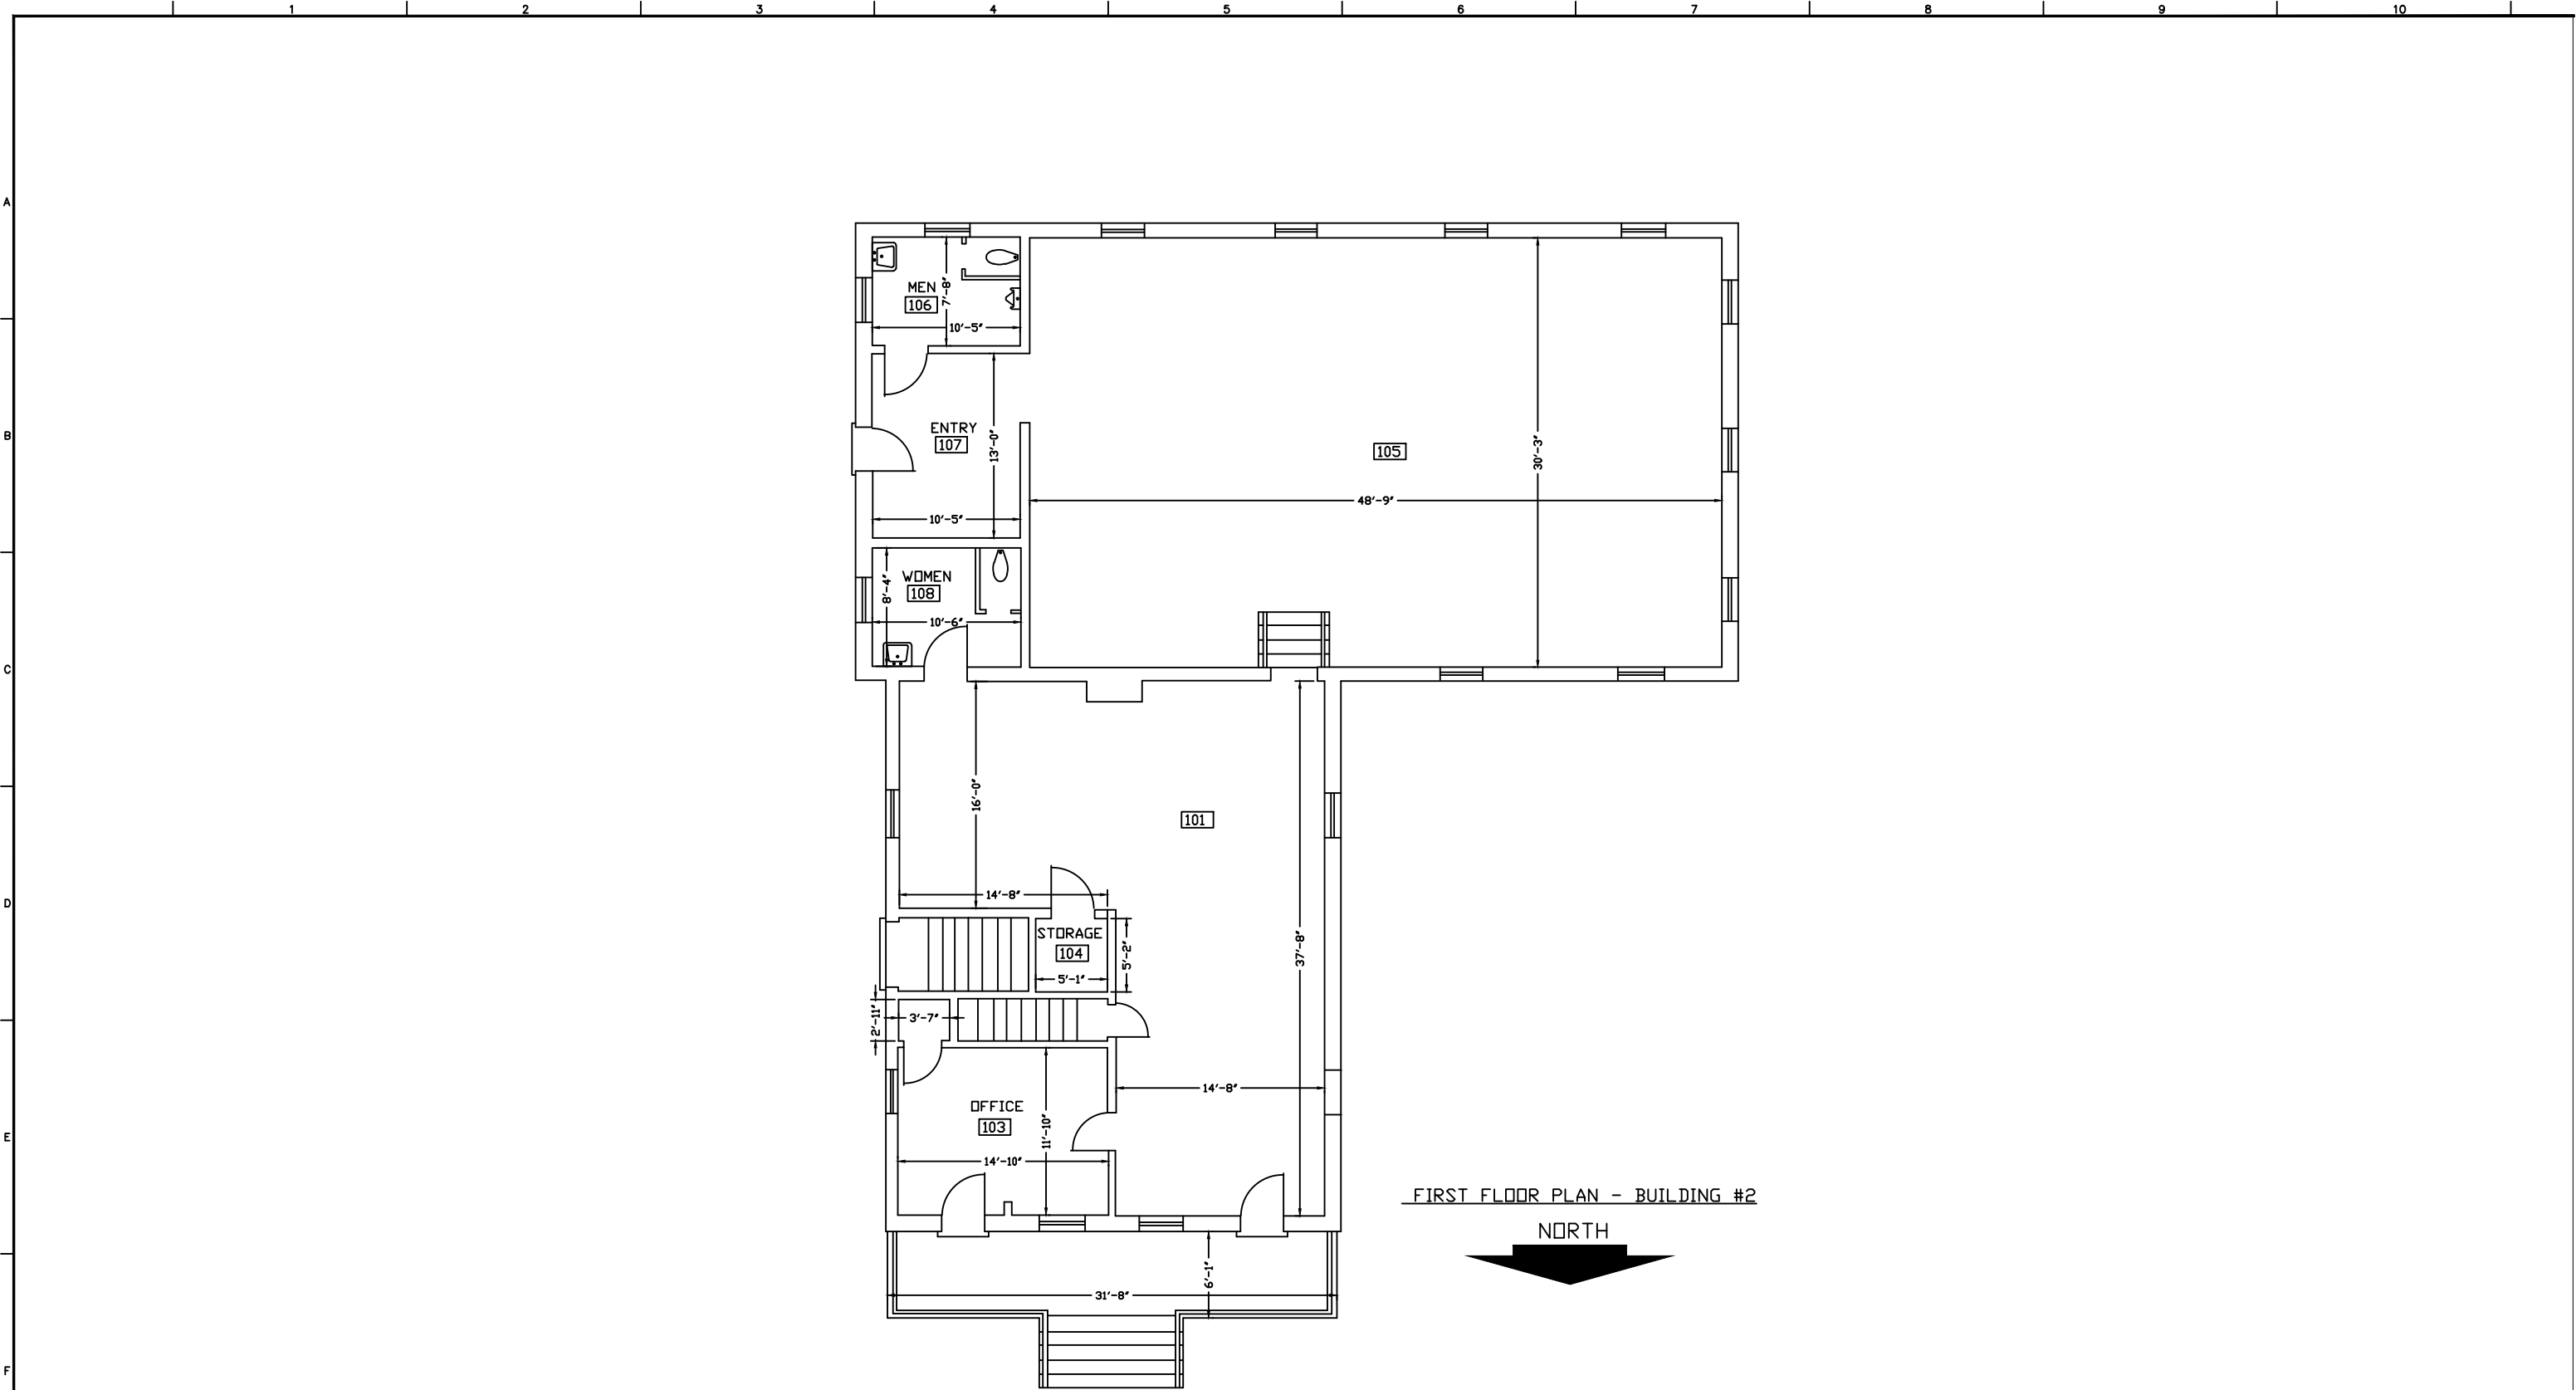 1 2 3 4 5 6 7 8 9 10
A
MEN
106
7'-8"
10'-5"
B
ENTRY
107
13'-0"
10'-5"
105
30'-3"
48'-9"
WOMEN
108
8'-4"
10'-6"
C
16'-0"
101
14'-8"
D
STORAGE
104
5'-2"
5'-1"
37'-8"
2'-11"
3'-7"
14'-8"
E
OFFICE
103
11'-10"
14'-10"
FIRST FLOOR PLAN - BUILDING #2
NORTH
6'-1"
31'-8"
F